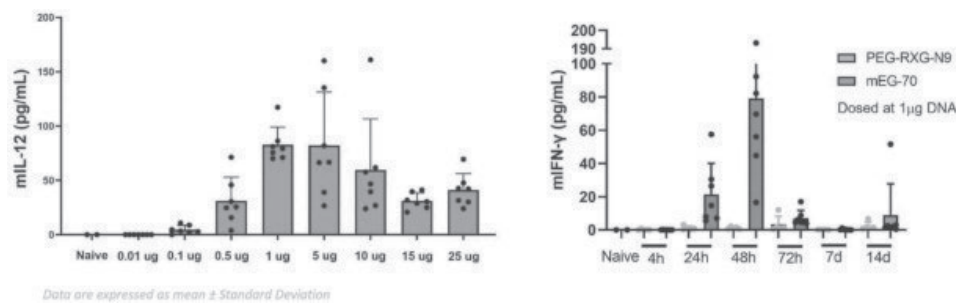 mIL-12 (pg/mL)
200
150
100
50
0
Naive 0.01 ug 0.1 ug 0.5 ug 1 ug 5 ug 10 ug 15 ug 25 ug
Data are expressed as mean ± Standard Deviation
mIFN-γ (pg/mL)
200
190
100
80
60
40
20
0
Naive 4h 24h 48h 72h 7d 14d
PEG-RXG-N9
mEG-70
Dosed at 1µg DNA